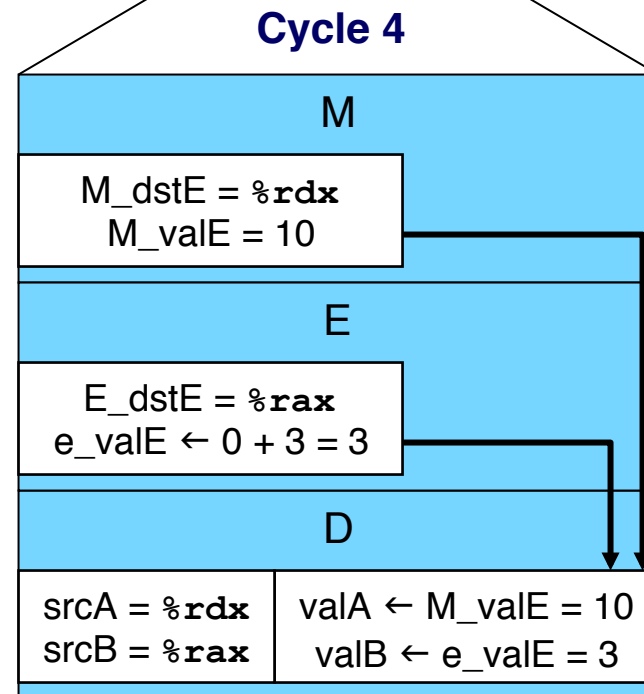 Cycle 4
M
M_dstE = %rdx
M_valE = 10
E
E_dstE = %rax
e_valE ← 0 + 3 = 3
D
srcA = %rdx
srcB = %rax
valA ← M_valE = 10
valB ← e_valE = 3